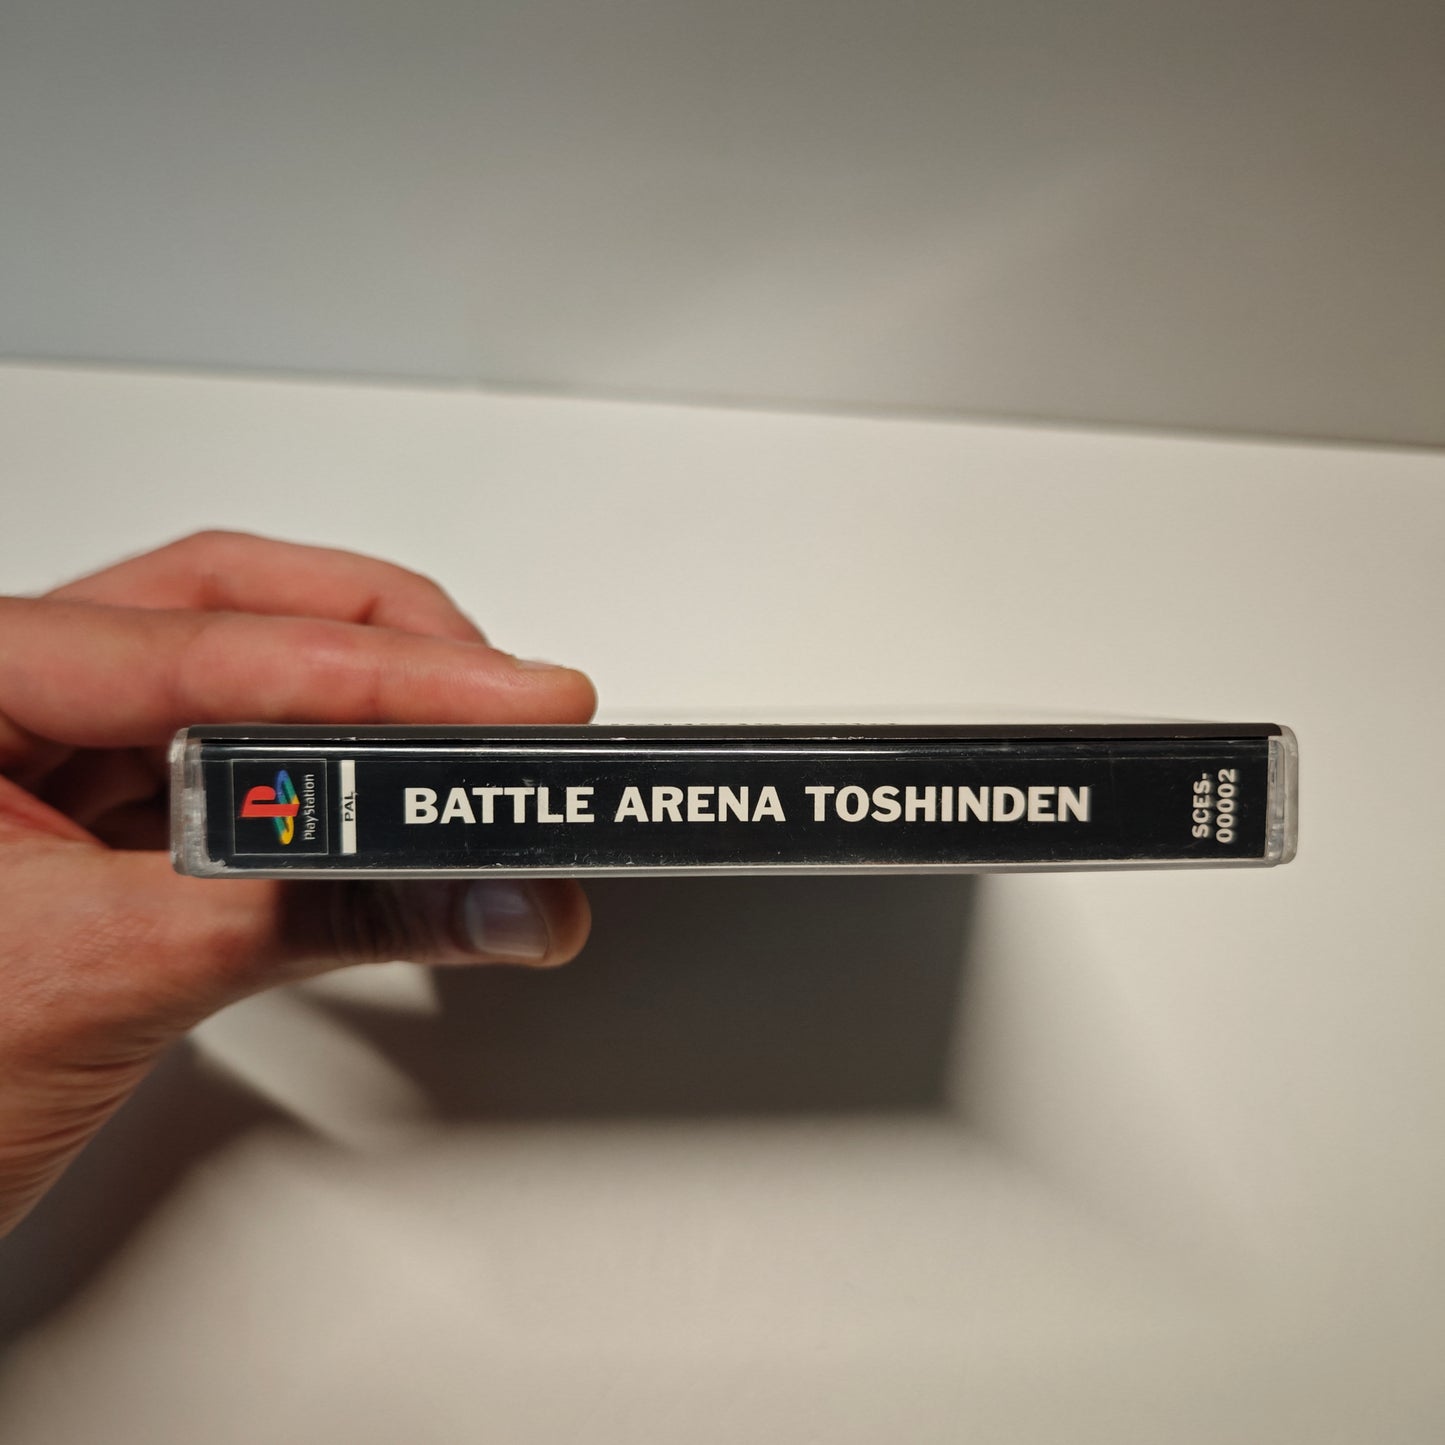 PlayStation
PAL
BATTLE ARENA TOSHINDEN
SCES-
00002